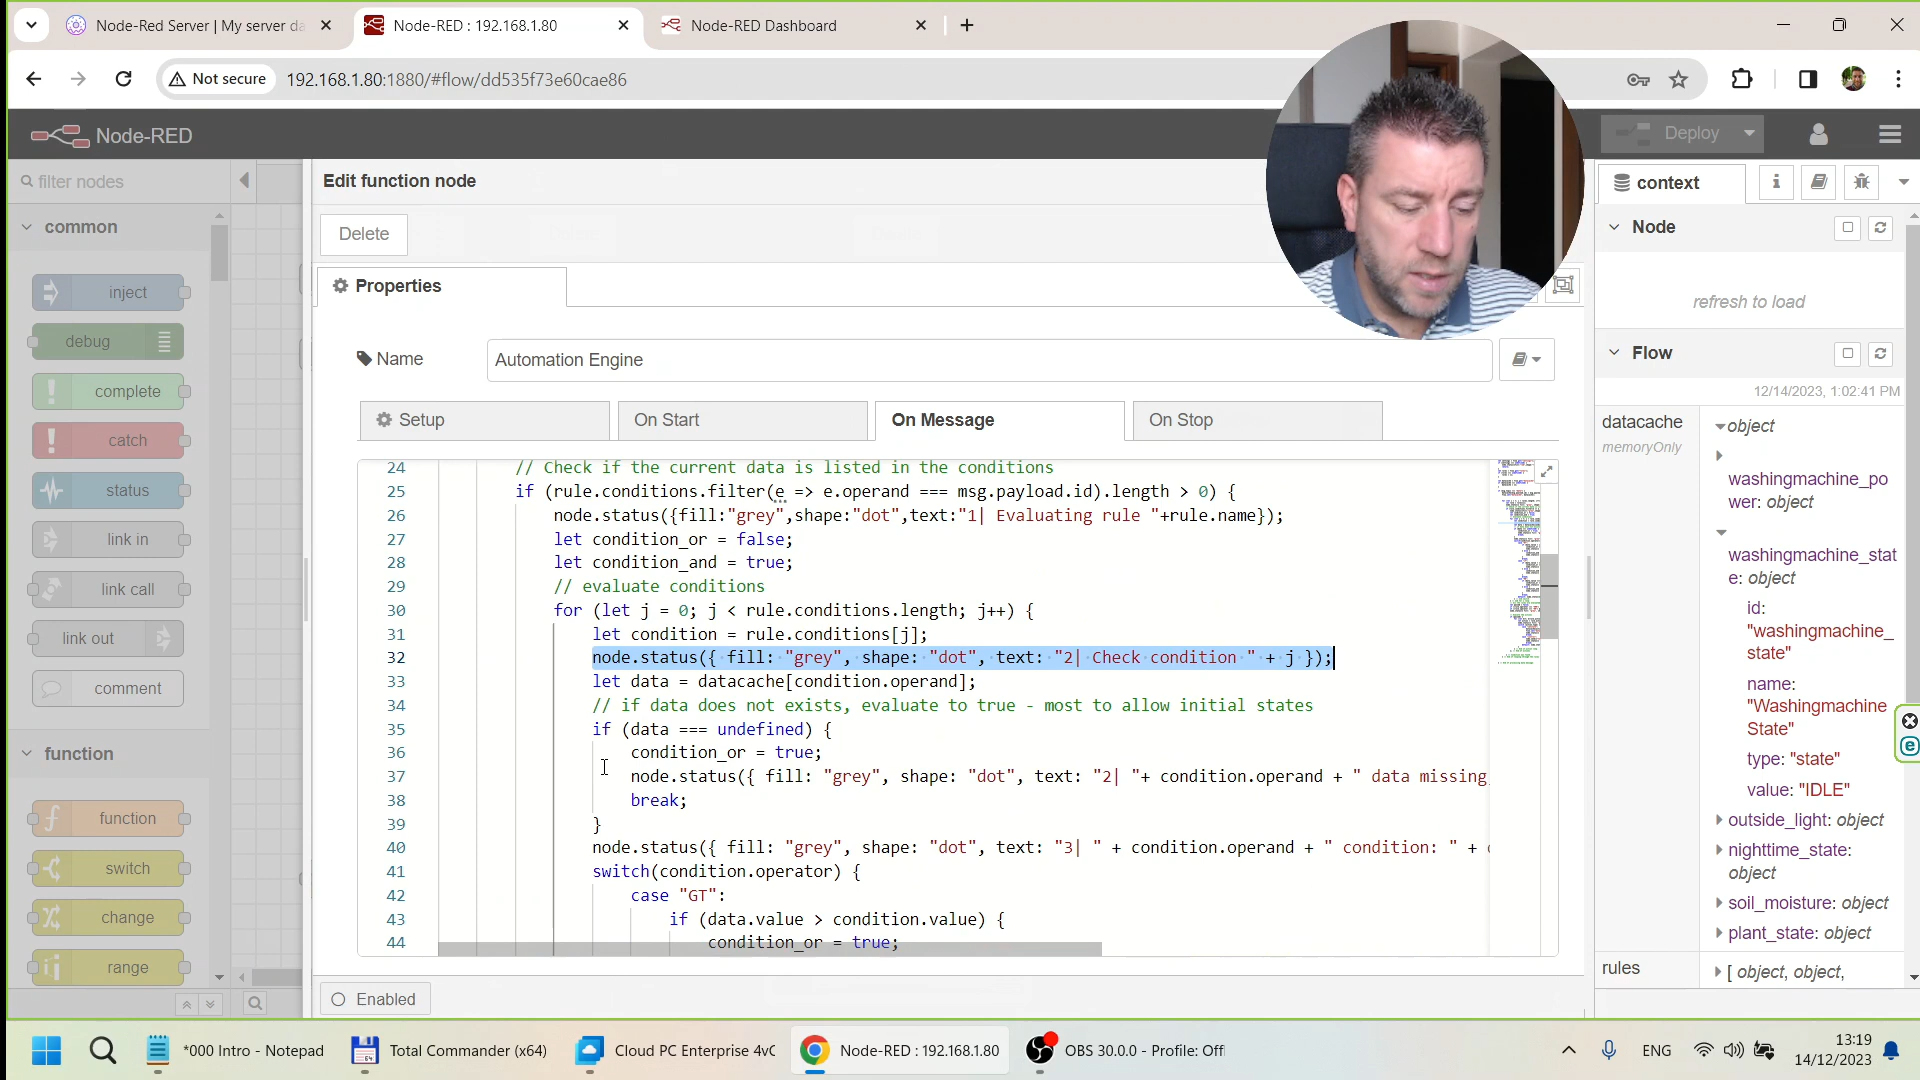 Node-Red Server | My server da
Node-RED : 192.168.1.80
Node-RED Dashboard
Not secure
192.168.1.80:1880/#flow/dd535f73e60cae86
Node-RED
Deploy
filter nodes
common
inject
debug
complete
catch
status
link in
link call
link out
comment
function
function
switch
change
range
Edit function node
Delete
Properties
Name
Automation Engine
Setup
On Start
On Message
On Stop
24 // Check if the current data is listed in the conditions
25 if (rule.conditions.filter(e => e.operand === msg.payload.id).length > 0) {
26 node.status({fill:"grey",shape:"dot",text:"1| Evaluating rule "+rule.name});
27 let condition_or = false;
28 let condition_and = true;
29 // evaluate conditions
30 for (let j = 0; j < rule.conditions.length; j++) {
31 let condition = rule.conditions[j];
32 node.status({ fill: "grey", shape: "dot", text: "2| Check condition " + j });
33 let data = datacache[condition.operand];
34 // if data does not exists, evaluate to true - most to allow initial states
35 if (data === undefined) {
36 condition_or = true;
37 node.status({ fill: "grey", shape: "dot", text: "2| "+ condition.operand + " data missing
38 break;
39 }
40 node.status({ fill: "grey", shape: "dot", text: "3| " + condition.operand + " condition: " +
41 switch(condition.operator) {
42 case "GT":
43 if (data.value > condition.value) {
44 condition_or = true;
Enabled
context
Node
refresh to load
Flow
12/14/2023, 1:02:41 PM
datacache
memoryOnly
object
washingmachine_po
wer: object
washingmachine_stat
e: object
id:
"washingmachine_
state"
name:
"Washingmachine
State"
type: "state"
value: "IDLE"
outside_light: object
nighttime_state:
object
soil_moisture: object
plant_state: object
rules
[ object, object,
*000 Intro - Notepad
Total Commander (x64)
Cloud PC Enterprise 4vC
Node-RED : 192.168.1.80
OBS 30.0.0 - Profile: Off
ENG
13:19
14/12/2023